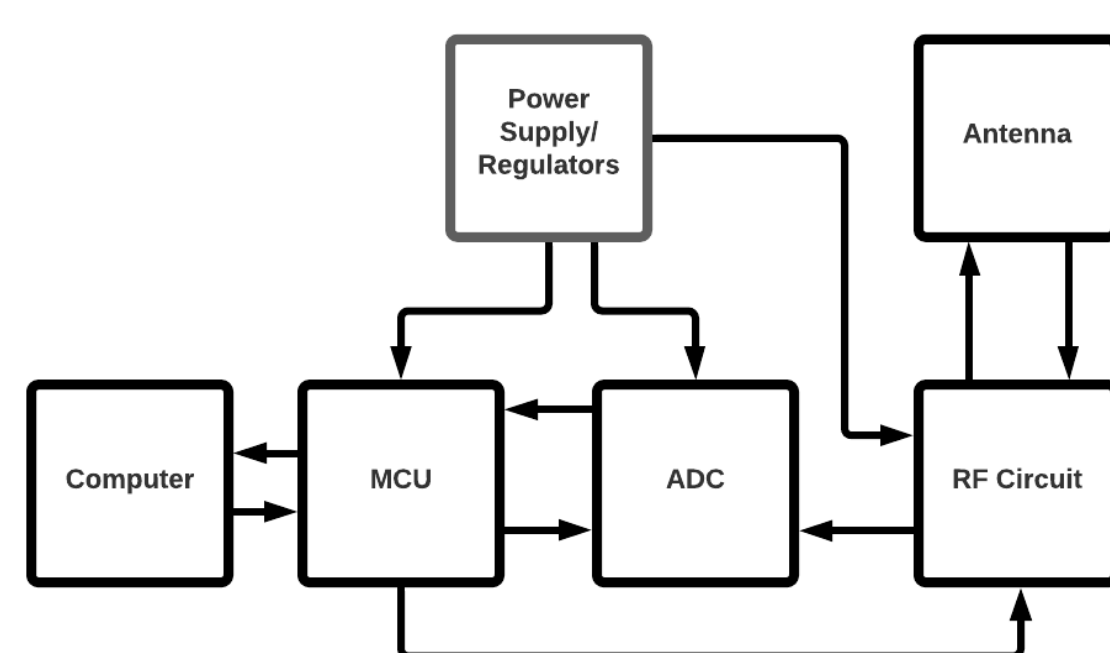 Power
Supply/
Regulators
Antenna
Computer
MCU
ADC
RF Circuit